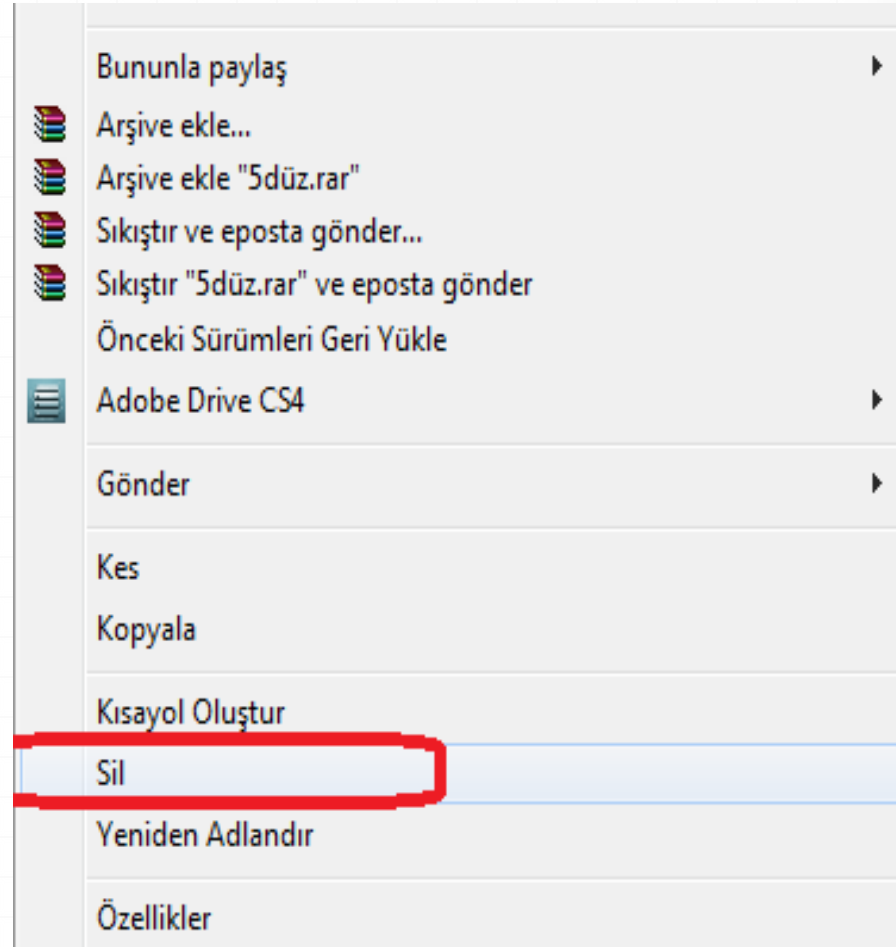 Bununla paylaş
Arşive ekle...
Arşive ekle "5düz.rar"
Sıkıştır ve eposta gönder...
Sıkıştır "5düz.rar" ve eposta gönder
Önceki Sürümleri Geri Yükle
Adobe Drive CS4
Gönder
Kes
Kopyala
Kısayol Oluştur
Sil
Yeniden Adlandır
Özellikler